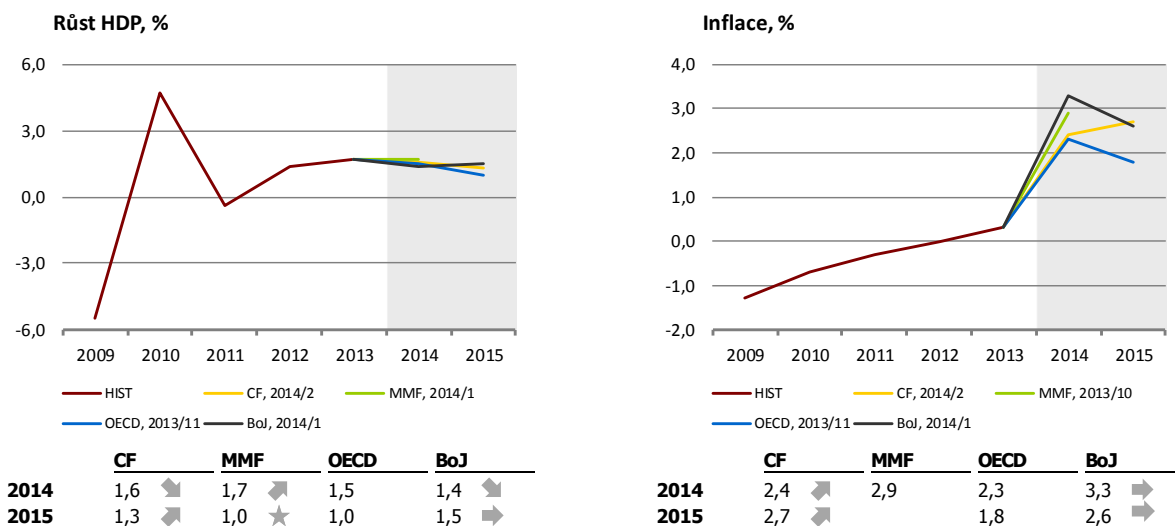 Růst HDP, %
6,0
3,0
0,0
-3,0
-6,0
2009 2010 2011 2012 2013 2014 2015
HIST CF, 2014/2 MMF, 2014/1
OECD, 2013/11 BoJ, 2014/1
CF MMF OECD BoJ
2014 1,6 1,7 1,5 1,4
2015 1,3 1,0 1,0 1,5
Inflace, %
4,0
3,0
2,0
1,0
0,0
-1,0
-2,0
2009 2010 2011 2012 2013 2014 2015
HIST CF, 2014/2 MMF, 2013/10
OECD, 2013/11 BoJ, 2014/1
CF MMF OECD BoJ
2014 2,4 2,9 2,3 3,3
2015 2,7 1,8 2,6